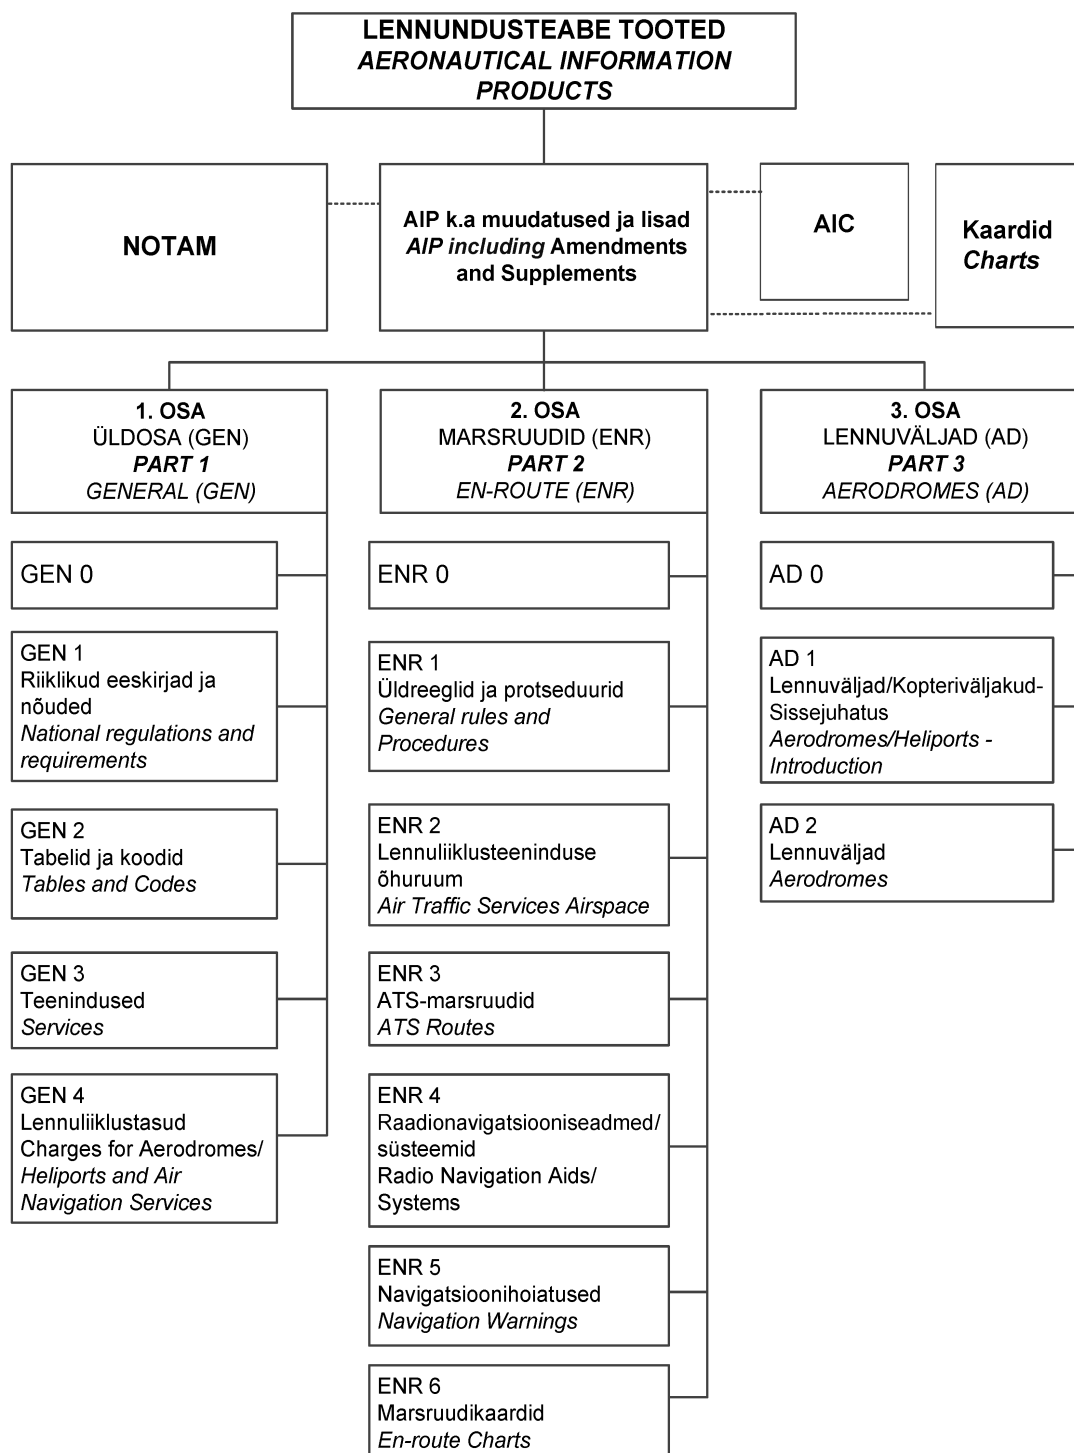 LENNUNDUSTEABE TOOTED
AERONAUTICAL INFORMATION
PRODUCTS
NOTAM
AIP k.a muudatused ja lisad
AIP including Amendments
and Supplements
AIC
Kaardid
Charts
1. OSA
ÜLDOSA (GEN)
PART 1
GENERAL (GEN)
2. OSA
MARSRUUDID (ENR)
PART 2
EN-ROUTE (ENR)
3. OSA
LENNUVÄLJAD (AD)
PART 3
AERODROMES (AD)
GEN 0
GEN 1
Riiklikud eeskirjad ja
nõuded
National regulations and
requirements
GEN 2
Tabelid ja koodid
Tables and Codes
GEN 3
Teenindused
Services
GEN 4
Lennuliiklustasud
Charges for Aerodromes/
Heliports and Air
Navigation Services
ENR 0
ENR 1
Üldreeglid ja protseduurid
General rules and
Procedures
ENR 2
Lennuliiklusteeninduse
õhuruum
Air Traffic Services Airspace
ENR 3
ATS-marsruudid
ATS Routes
ENR 4
Raadionavigatsiooniseadmed/
süsteemid
Radio Navigation Aids/
Systems
ENR 5
Navigatsioonihoiatused
Navigation Warnings
ENR 6
Marsruudikaardid
En-route Charts
AD 0
AD 1
Lennuväljad/Kopteriväljakud-
Sissejuhatus
Aerodromes/Heliports -
Introduction
AD 2
Lennuväljad
Aerodromes